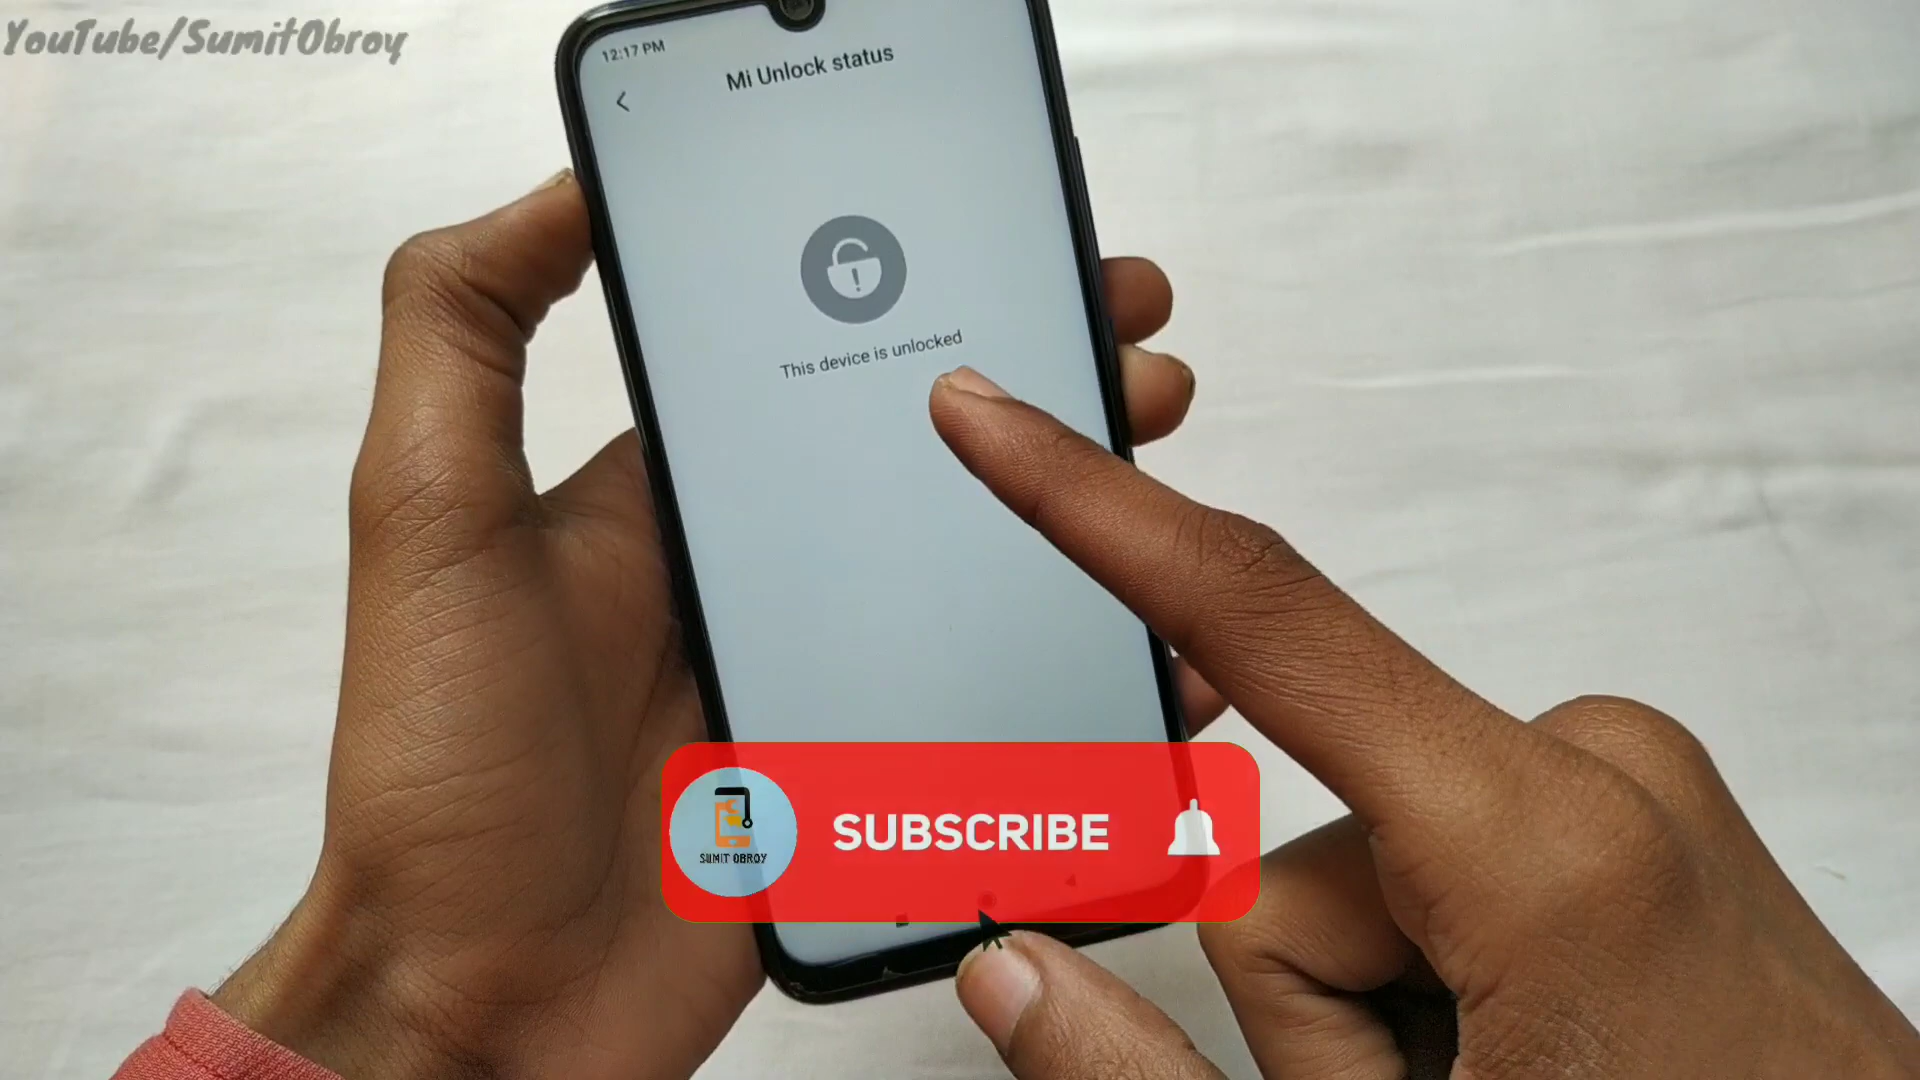 YouTube/SumitObroy
12:17 PM
Mi Unlock status
This device is unlocked
SUBSCRIBE
SUMIT OBROY